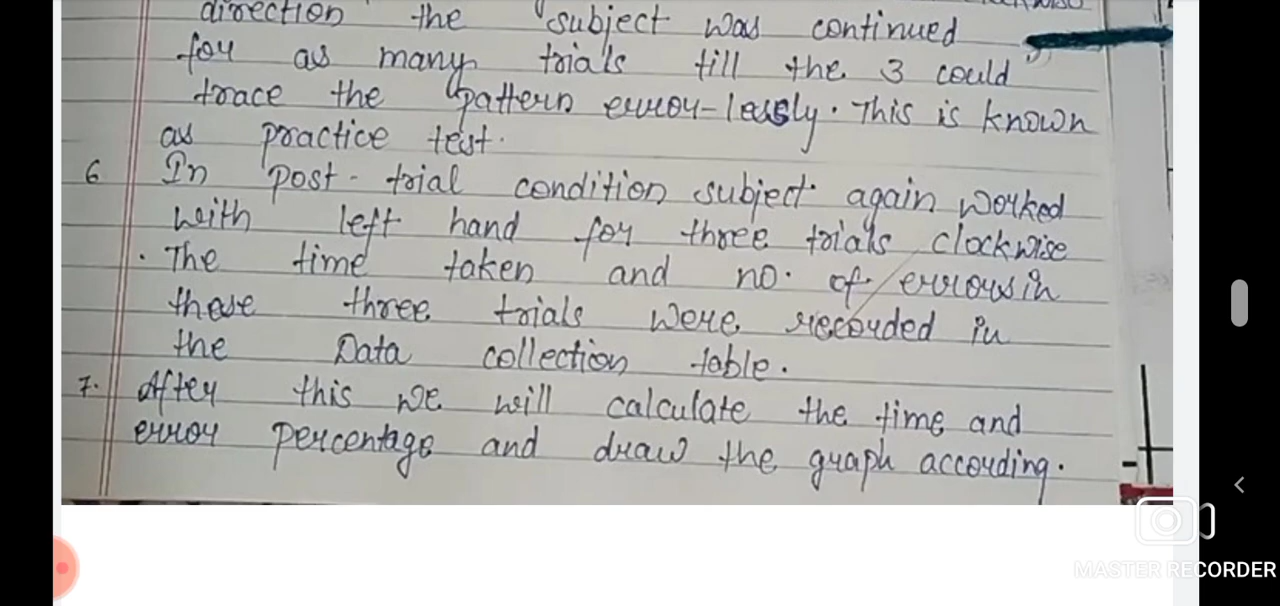 direction the subject was continued
for as many trials till the 3 could
trace the pattern error-lessly. This is known
as practice test.
6 In post-trial condition subject again worked
with left hand for three trials clockwise
. The time taken and no. of errors in
these three trials were recorded in
the Data collection table.
7. After this we will calculate the time and
error percentage and draw the graph according.
MASTER RECORDER